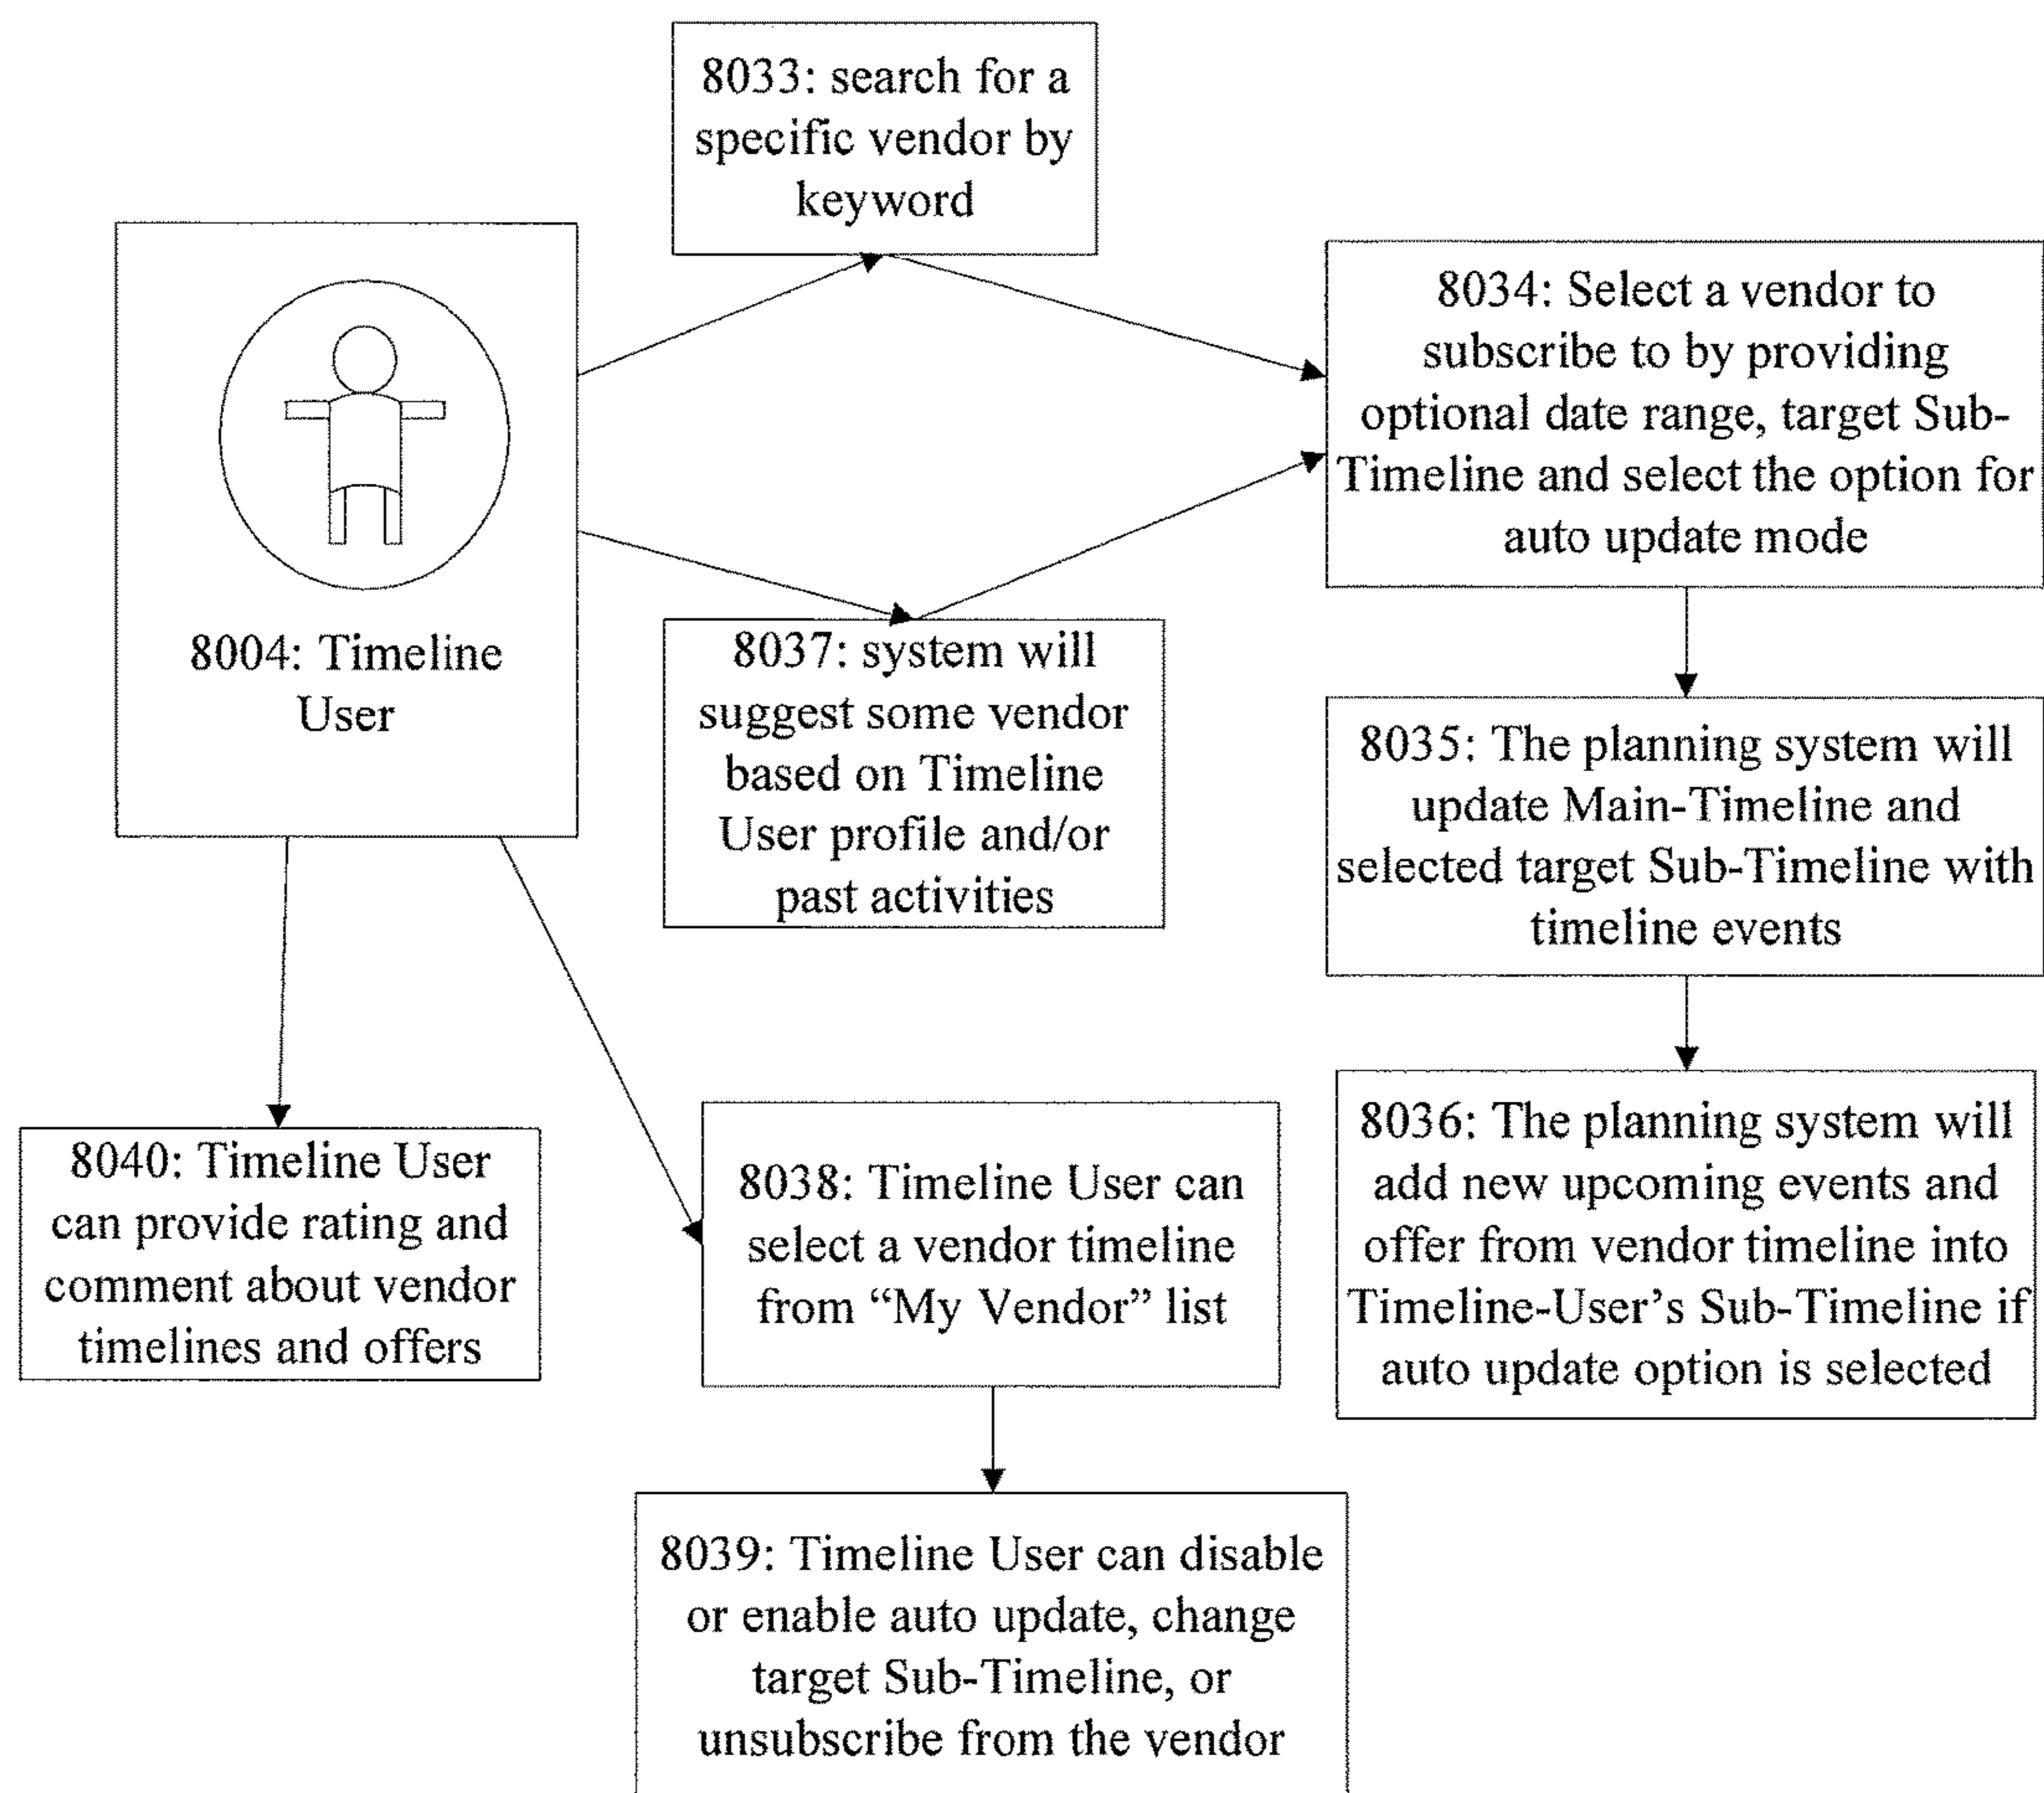 8033: search for a
specific vendor by
keyword
8004: Timeline
User
8034: Select a vendor to
subscribe to by providing
optional date range, target Sub-
Timeline and select the option for
auto update mode
8037: system will
suggest some vendor
based on Timeline
User profile and/or
past activities
8035: The planning system will
update Main-Timeline and
selected target Sub-Timeline with
timeline events
8040: Timeline User
can provide rating and
comment about vendor
timelines and offers
8038: Timeline User can
select a vendor timeline
from “My Vendor” list
8036: The planning system will
add new upcoming events and
offer from vendor timeline into
Timeline-User’s Sub-Timeline if
auto update option is selected
8039: Timeline User can disable
or enable auto update, change
target Sub-Timeline, or
unsubscribe from the vendor